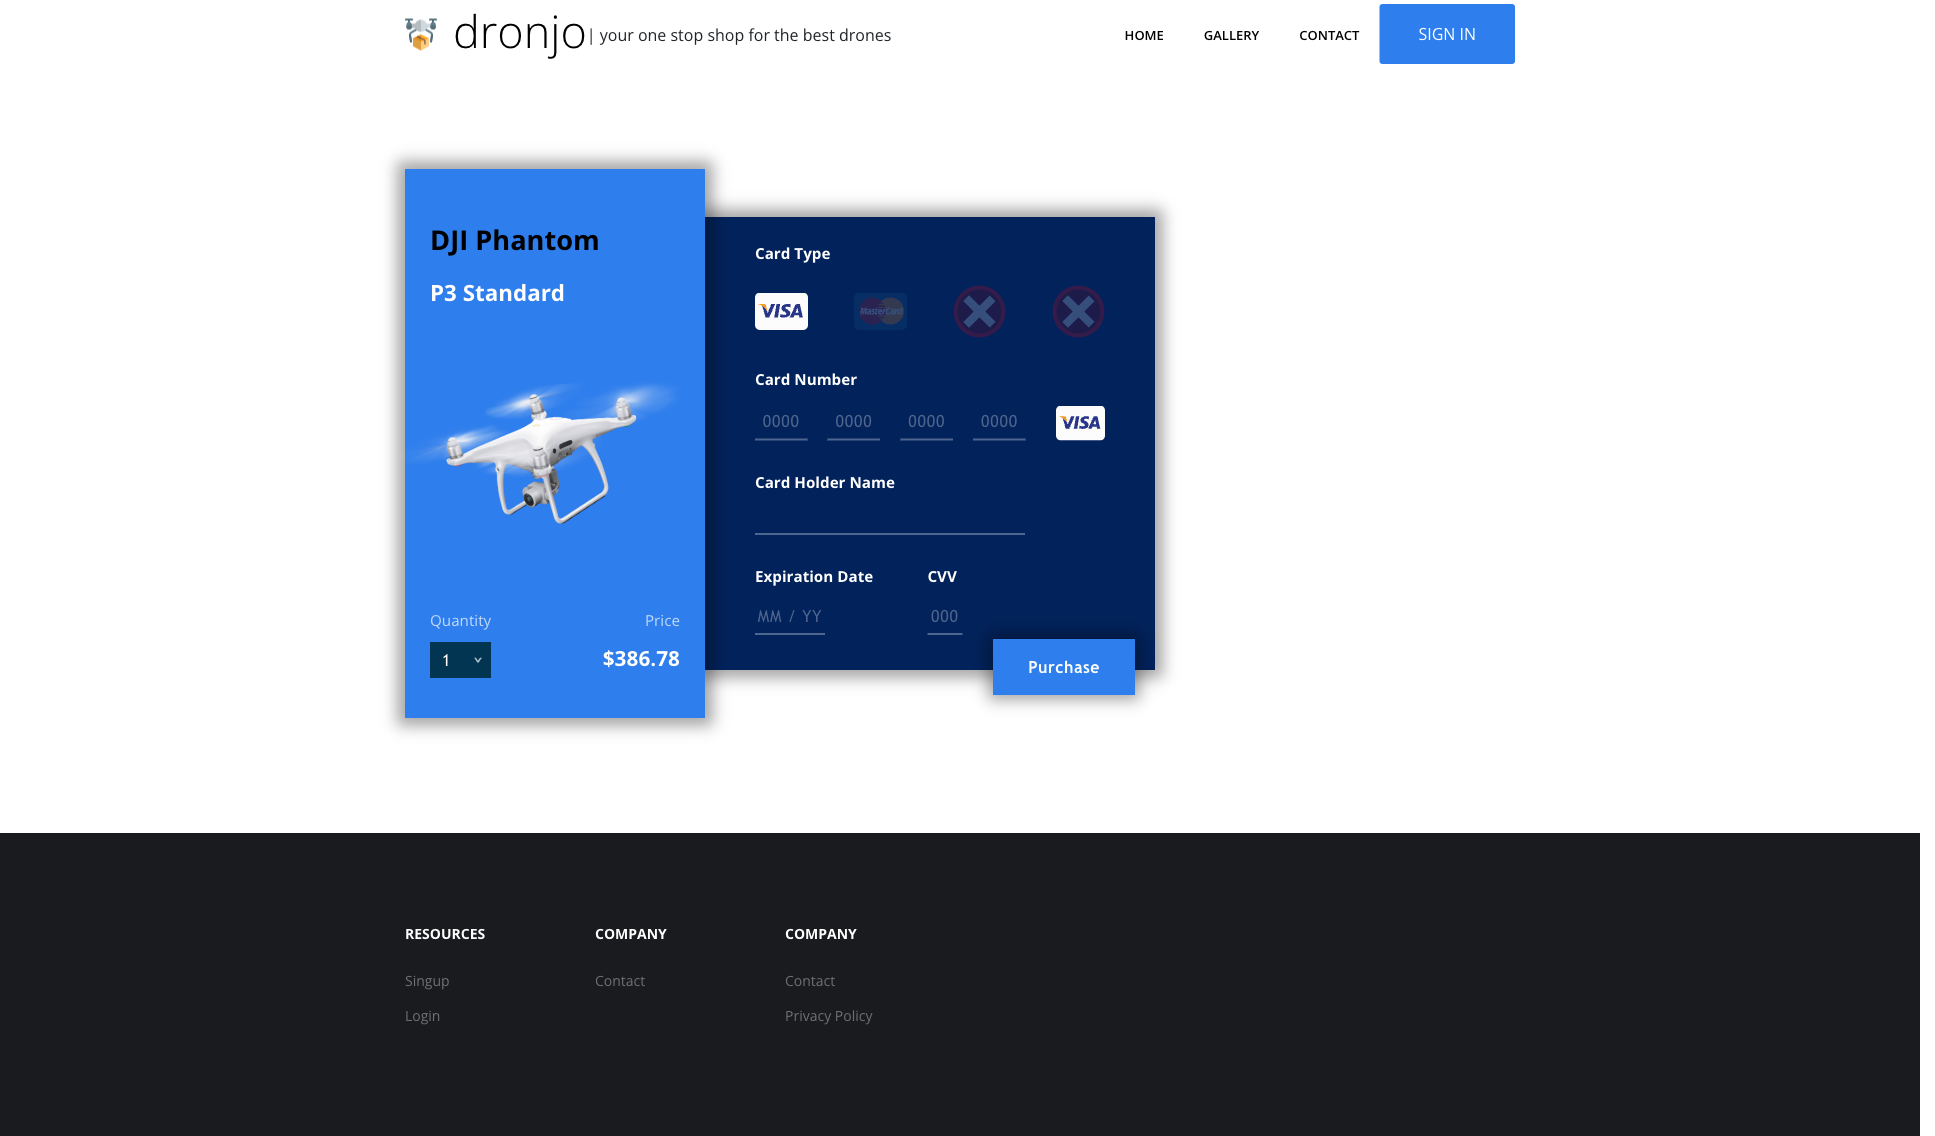 dronjo | your one stop shop for the best drones
HOME GALLERY CONTACT SIGN IN
DJI Phantom
P3 Standard
Quantity Price
1 $386.78
Card Type
VISA MasterCard
Card Number
0000 0000 0000 0000 VISA
Card Holder Name
Expiration Date CVV
MM / YY 000
Purchase
RESOURCES COMPANY COMPANY
Singup Contact Contact
Login Privacy Policy